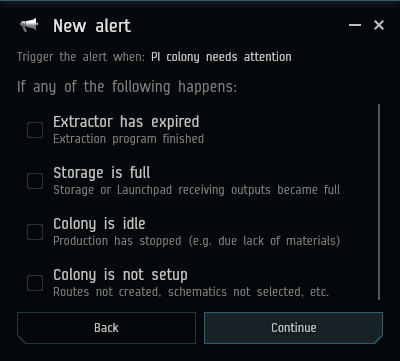 New alert
Trigger the alert when: PI colony needs attention
If any of the following happens:
Extractor has expired
Extraction program finished
Storage is full
Storage or Launchpad receiving outputs became full
Colony is idle
Production has stopped (e.g. due lack of materials)
Colony is not setup
Routes not created, schematics not selected, etc.
Back
Continue